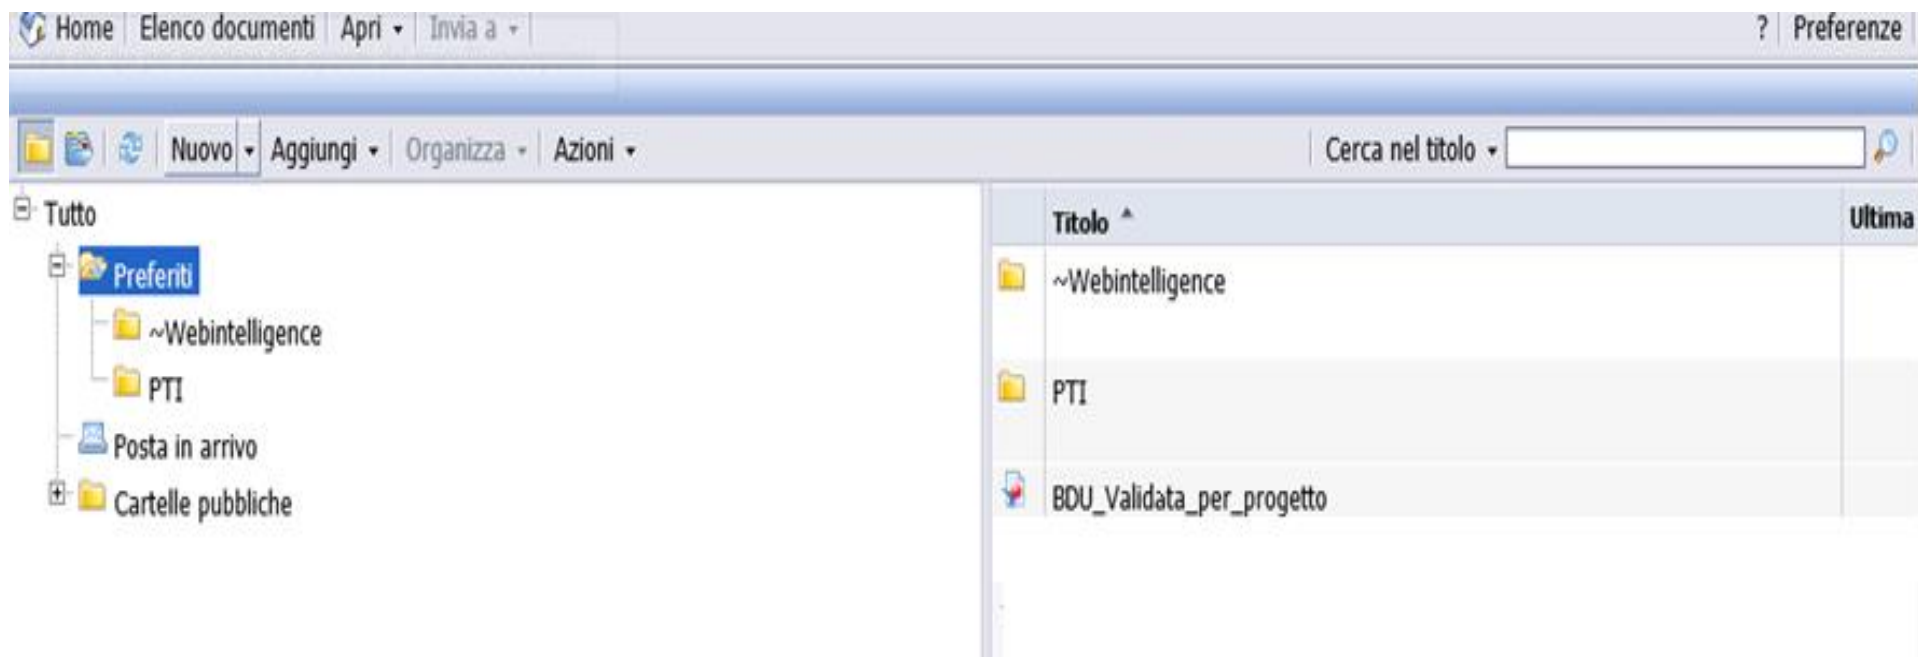 Home Elenco documenti Apri Invia a ? Preferenze
Nuovo Aggiungi Organizza Azioni Cerca nel titolo
Tutto
Preferiti
~Webintelligence
PTI
Posta in arrivo
Cartelle pubbliche
Titolo Ultima
~Webintelligence
PTI
BDU_Validata_per_progetto